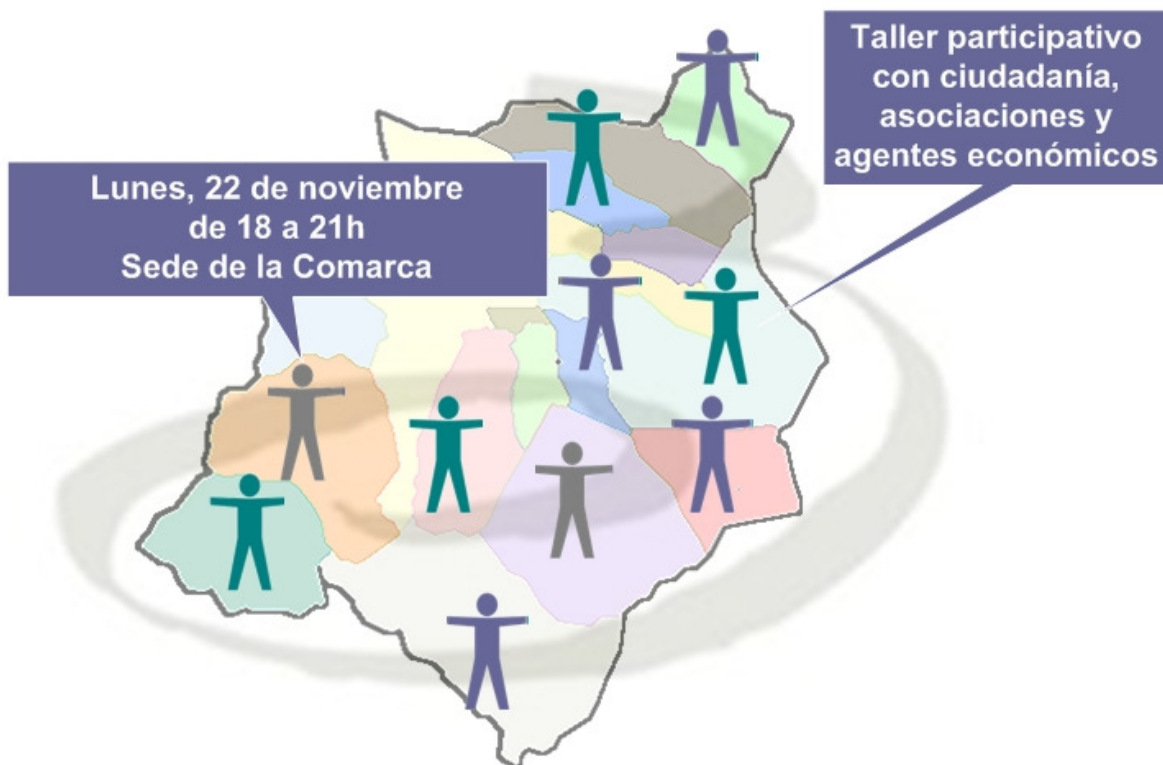 Taller participativo
con ciudadanía,
asociaciones y
agentes económicos
Lunes, 22 de noviembre
de 18 a 21h
Sede de la Comarca